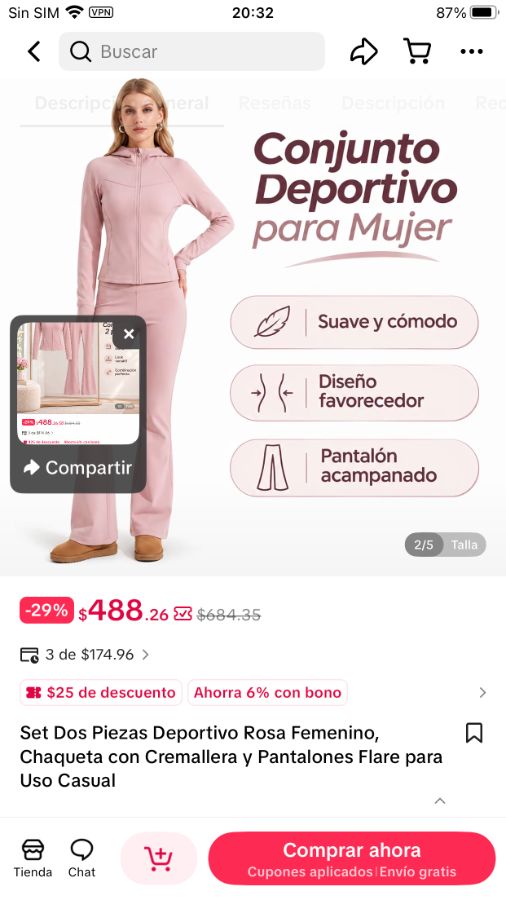 Sin SIM VPN 20:32 87%
Buscar
Descripción general Reseñas Descripción
Conjunto
Deportivo
para Mujer
Suave y cómodo
Diseño
favorecedor
Pantalón
acampanado
Compartir
2/5 Talla
-29% $488.26 $684.35
3 de $174.96
$25 de descuento Ahorra 6% con bono
Set Dos Piezas Deportivo Rosa Femenino,
Chaqueta con Cremallera y Pantalones Flare para
Uso Casual
Tienda Chat
Comprar ahora
Cupones aplicados Envío gratis